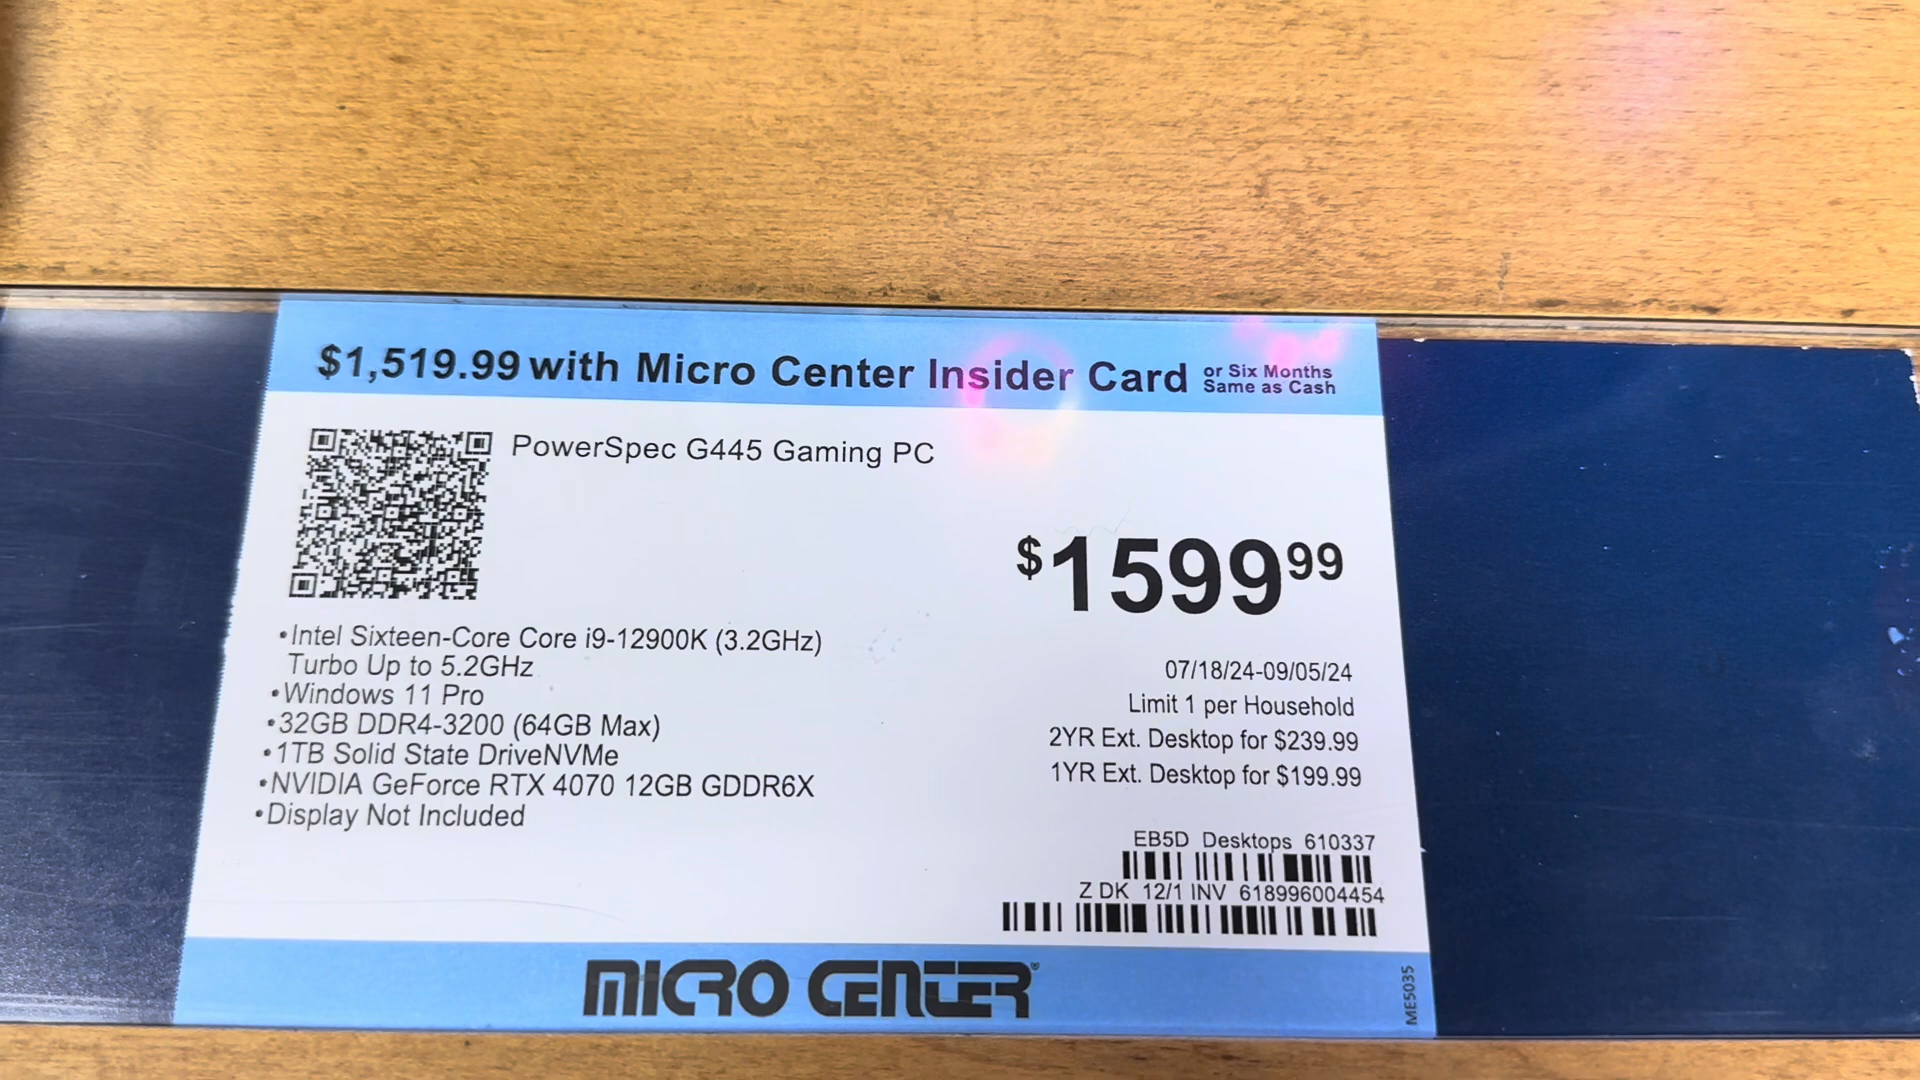 $1,519.99 with Micro Center Insider Card or Six Months
Same as Cash
PowerSpec G445 Gaming PC
$1599 99
•Intel Sixteen-Core Core i9-12900K (3.2GHz)
Turbo Up to 5.2GHz
•Windows 11 Pro
•32GB DDR4-3200 (64GB Max)
•1TB Solid State DriveNVMe
•NVIDIA GeForce RTX 4070 12GB GDDR6X
•Display Not Included
07/18/24-09/05/24
Limit 1 per Household
2YR Ext. Desktop for $239.99
1YR Ext. Desktop for $199.99
EB5D Desktops 610337
Z DK 12/1 INV 618996004454
MICRO CENTER®
ME5035